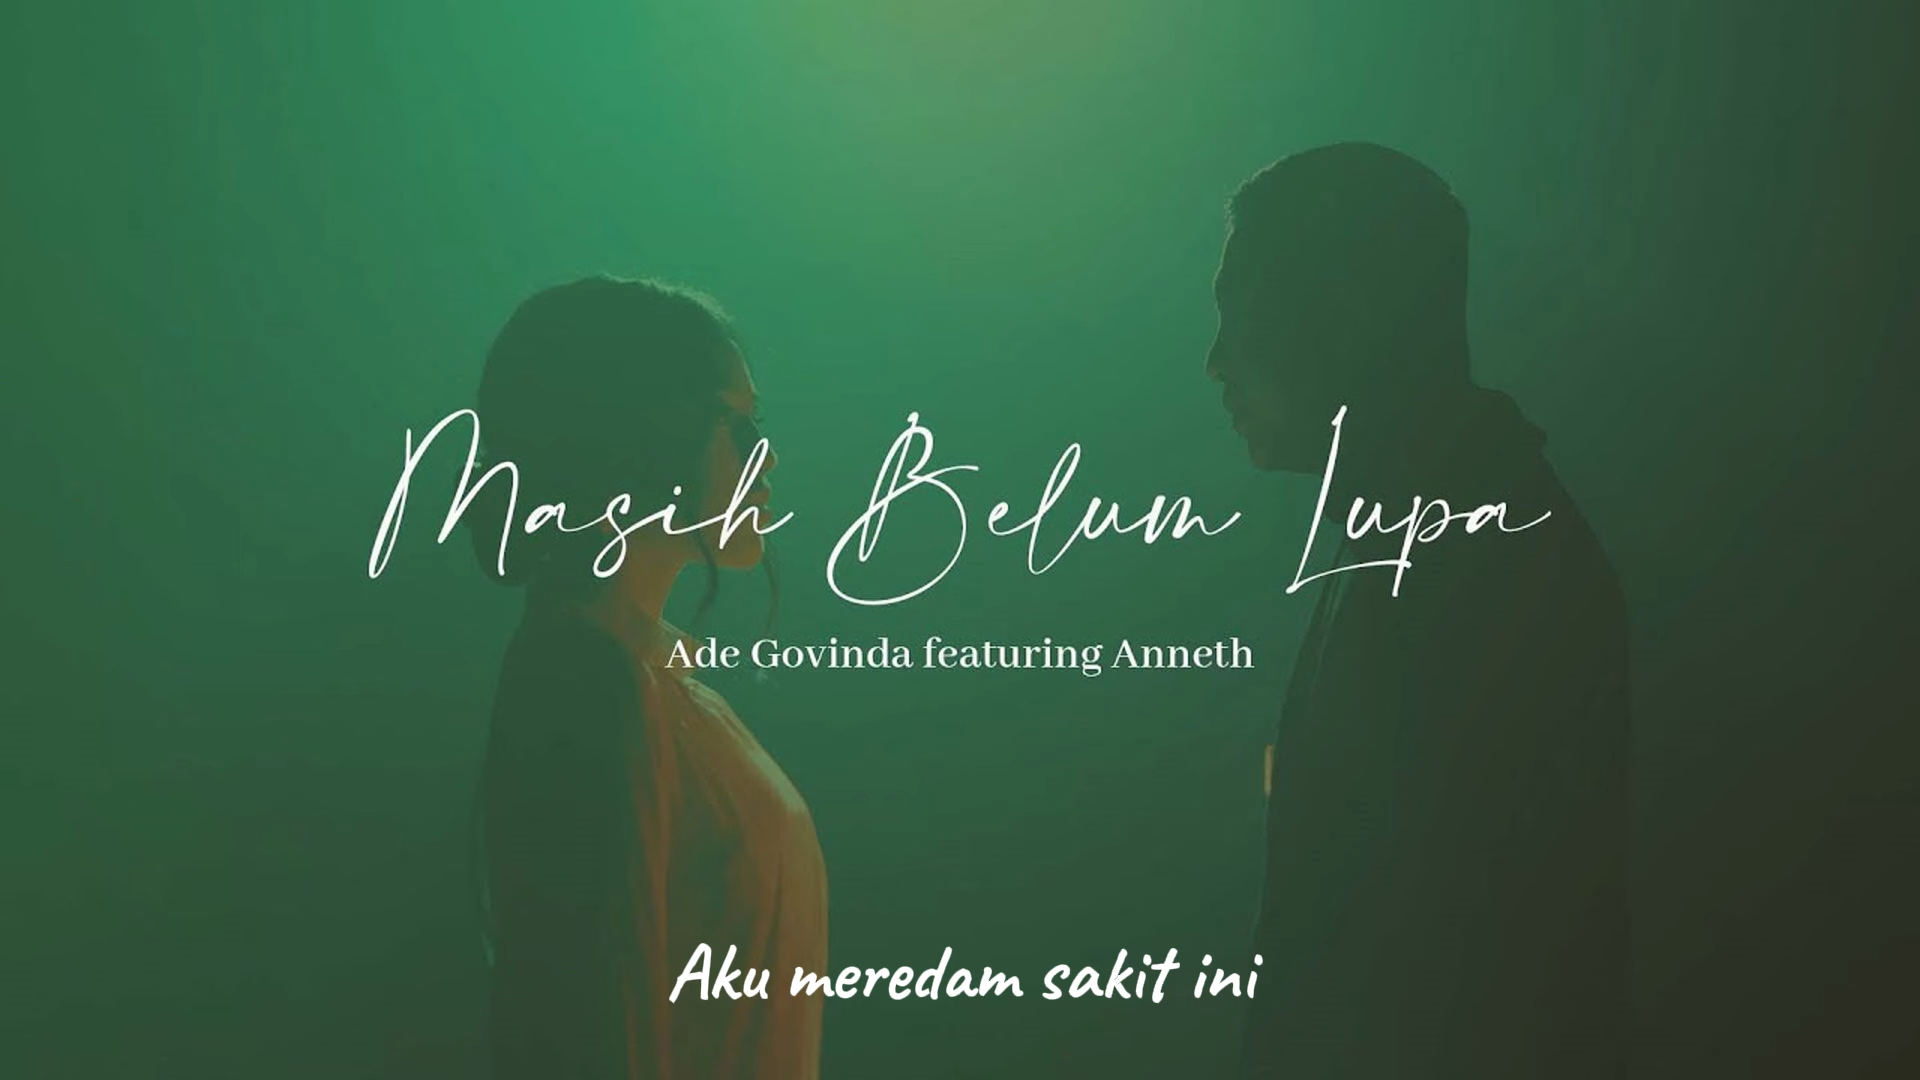 Masih Belum Lupa
Ade Govinda featuring Anneth
Aku meredam sakit ini